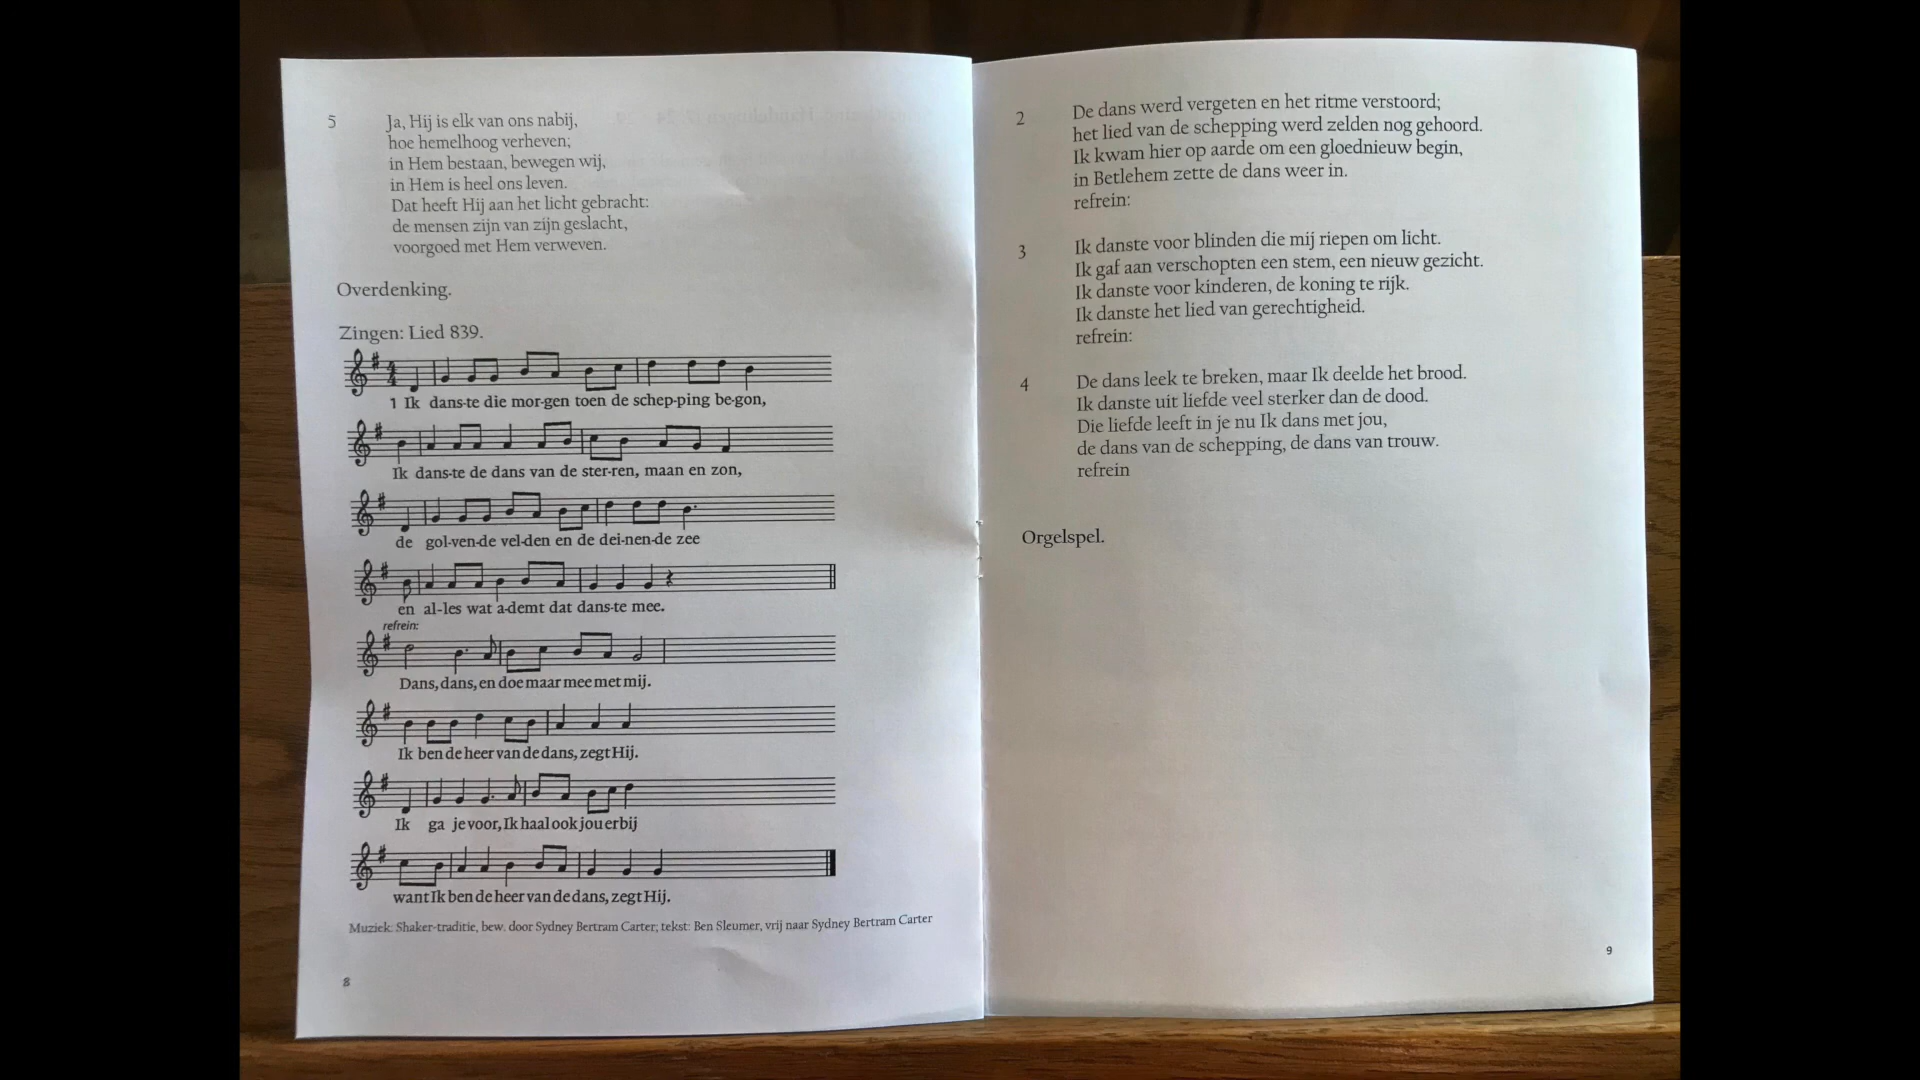 5 Ja, Hij is elk van ons nabij,
hoe hemelhoog verheven;
in Hem bestaan, bewegen wij,
in Hem is heel ons leven.
Dat heeft Hij aan het licht gebracht:
de mensen zijn van zijn geslacht,
voorgoed met Hem verweven.
Overdenking.
Zingen: Lied 839.
1 Ik dans-te die mor-gen toen de schep-ping be-gon,
Ik dans-te de dans van de ster-ren, maan en zon,
de gol-ven-de vel-den en de dei-nen-de zee
en al-les wat a-demt dat dans-te mee.
refrein:
Dans, dans, en doe maar mee met mij.
Ik ben de heer van de dans, zegt Hij.
Ik ga je voor, Ik haal ook jou erbij
want Ik ben de heer van de dans, zegt Hij.
Muziek: Shaker-traditie, bew. door Sydney Bertram Carter; tekst: Ben Sleumer, vrij naar Sydney Bertram Carter
8
2 De dans werd vergeten en het ritme verstoord;
het lied van de schepping werd zelden nog gehoord.
Ik kwam hier op aarde om een gloednieuw begin,
in Betlehem zette de dans weer in.
refrein:
3 Ik danste voor blinden die mij riepen om licht.
Ik gaf aan verschopten een stem, een nieuw gezicht.
Ik danste voor kinderen, de koning te rijk.
Ik danste het lied van gerechtigheid.
refrein:
4 De dans leek te breken, maar Ik deelde het brood.
Ik danste uit liefde veel sterker dan de dood.
Die liefde leeft in je nu Ik dans met jou,
de dans van de schepping, de dans van trouw.
refrein
Orgelspel.
9